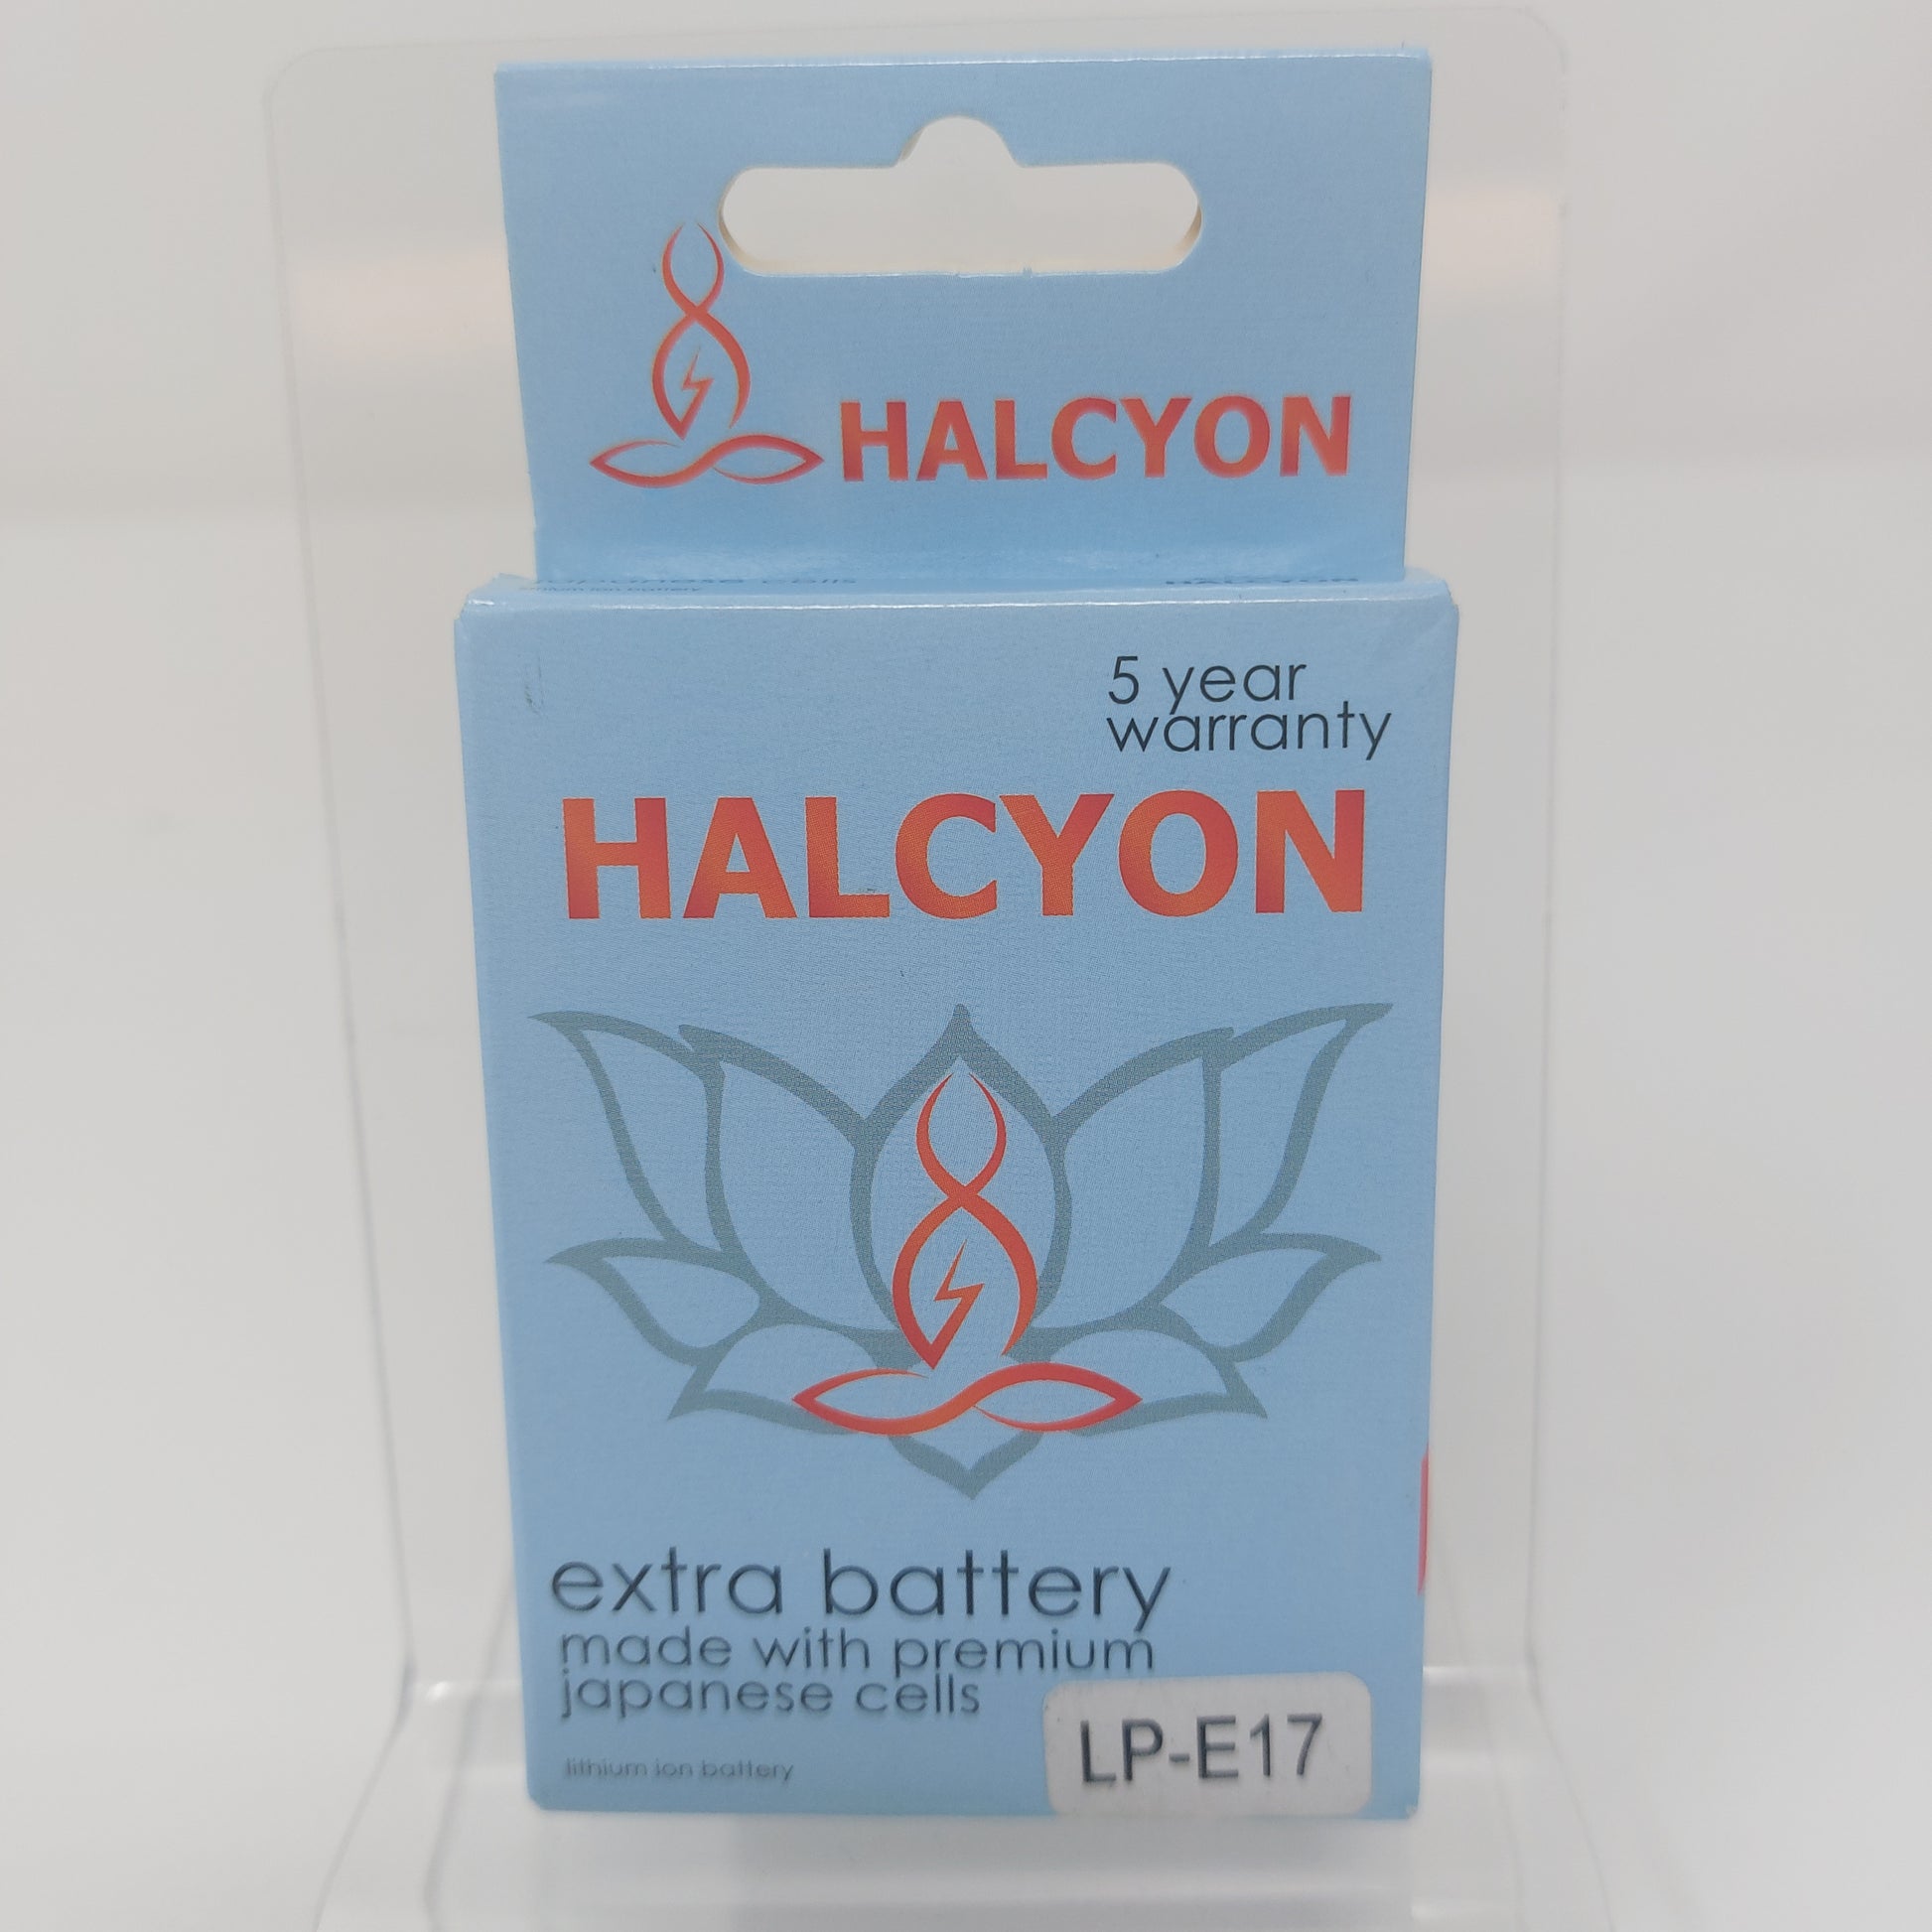 HALCYON
5 year
warranty
HALCYON
extra battery
made with premium
japanese cells
lithium ion battery
LP-E17